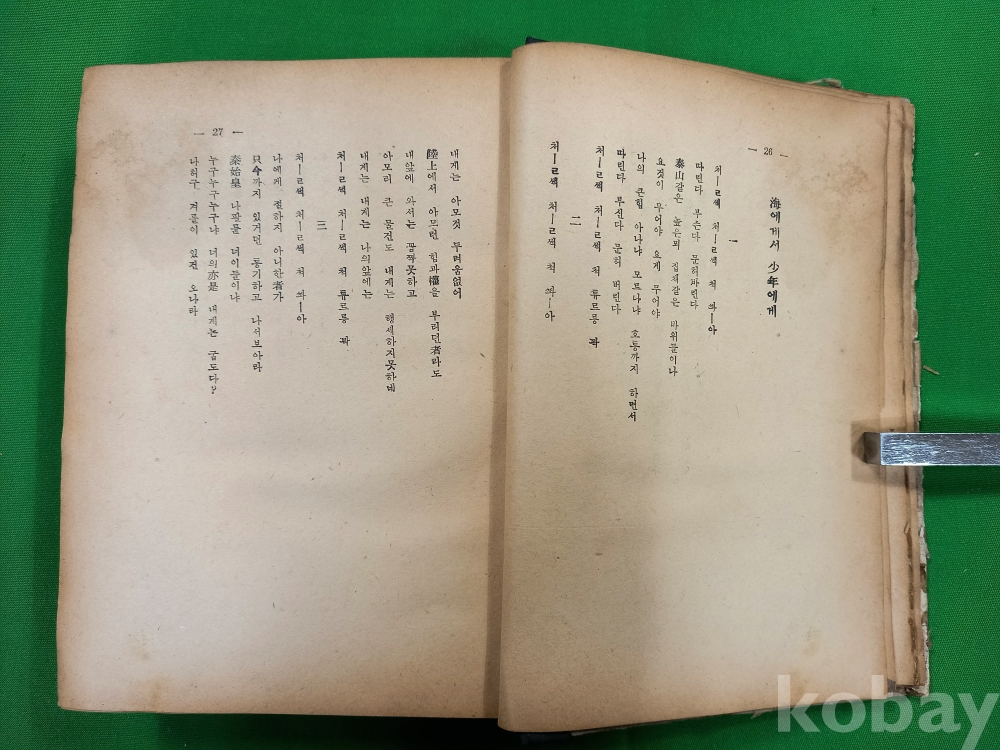 — 26 —
海에게서 少年에게
一
처—ㄹ썩 처—ㄹ썩 척 쏴—아
따린다 부슨다 문허바린다
泰山갈은 높은뫼 집채갈은 바위ㅅ돌이나
요것이 무어야 요게 무어야
나의 큰힘 아나냐 모르나냐 호통까지 하면서
따린다 부신다 문허 버린다
처—ㄹ썩 처—ㄹ썩 척 튜르릉 콱
二
처—ㄹ썩 처—ㄹ썩 척 쏴—아
— 27 —
내게는 아모것 두려움없어
陸上에서 아모런 힘과 權을 부리던者라도
내앞에 와서는 꼼짝못하고
아모리 큰 물건도 내게는 행세하지못하데
내게는 내게는 나의앞에는
처—ㄹ썩 처—ㄹ썩 척 튜르릉 콱
三
처—ㄹ썩 처—ㄹ썩 척 쏴—아
나에게 절하지 아니한者가
只今까지 있거던 통기하고 나서보아라
秦始皇 나팔룬 너이들이냐
누구누구누구냐 너의亦是 내게는 굽도다?
나허구 겨룰이 있건 오나라
kobay